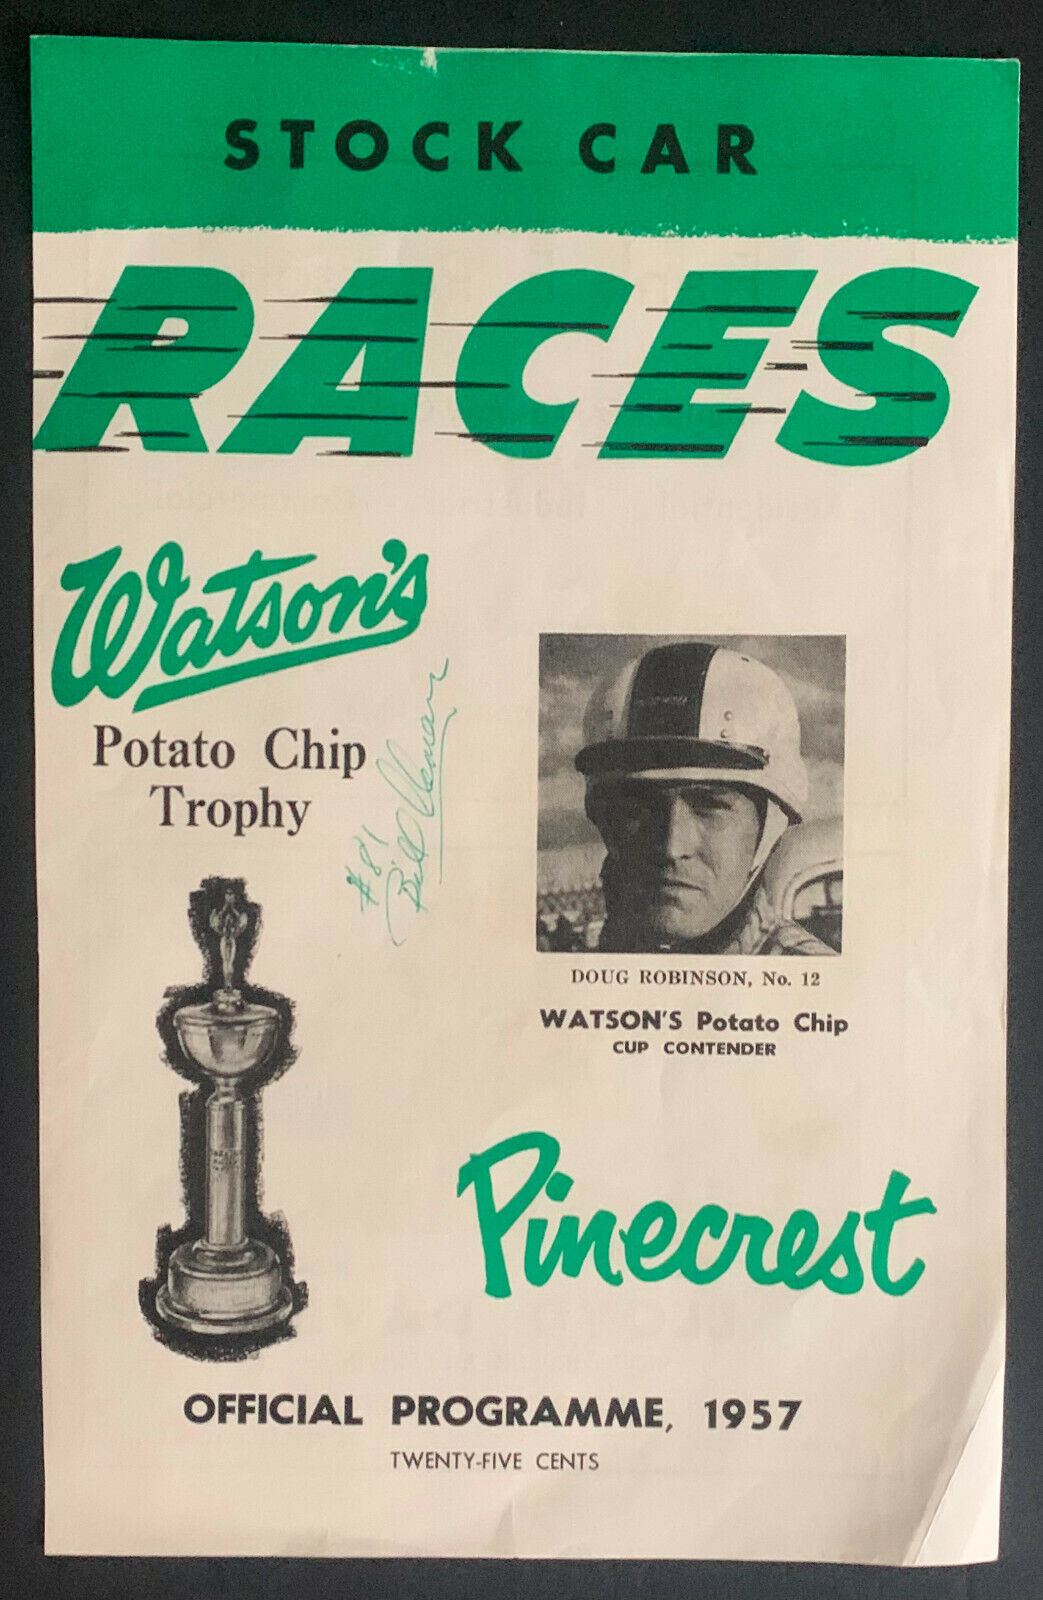 STOCK CAR
RACES
Watson's
Potato Chip
Trophy
#81
Bill
DOUG ROBINSON, No. 12
WATSON'S Potato Chip
CUP CONTENDER
Pinecrest
OFFICIAL PROGRAMME, 1957
TWENTY-FIVE CENTS